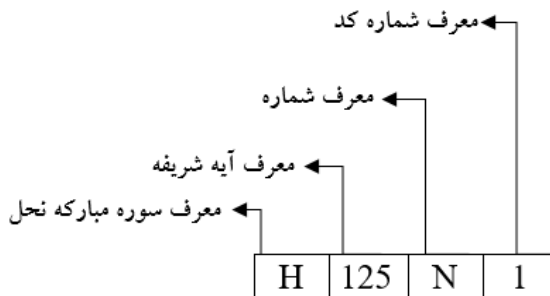 معرف شماره کد
معرف شماره
معرف آیه شریفه
معرف سوره مبارکه نحل
H 125 N 1